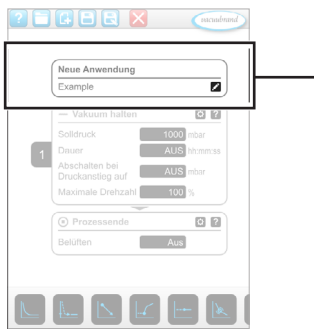 vacuubrand
Neue Anwendung
Example
Vakuum halten
Solldruck 1000 mbar
Dauer AUS hh:mm:ss
Abschalten bei
Druckanstieg auf AUS mbar
Maximale Drehzahl 100 %
1
Prozessende
Belüften Aus